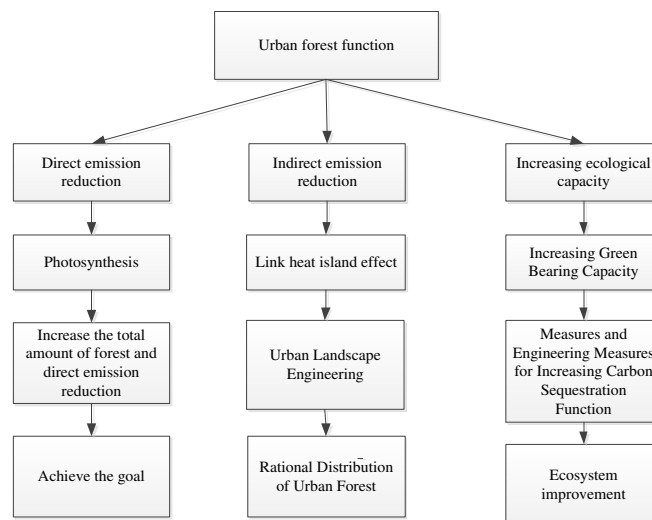 Urban forest function
Direct emission
reduction
Indirect emission
reduction
Increasing ecological
capacity
Photosynthesis
Link heat island effect
Increasing Green
Bearing Capacity
Increase the total
amount of forest and
direct emission
reduction
Urban Landscape
Engineering
Measures and
Engineering Measures
for Increasing Carbon
Sequestration
Function
Achieve the goal
Rational Distribution
of Urban Forest
Ecosystem
improvement